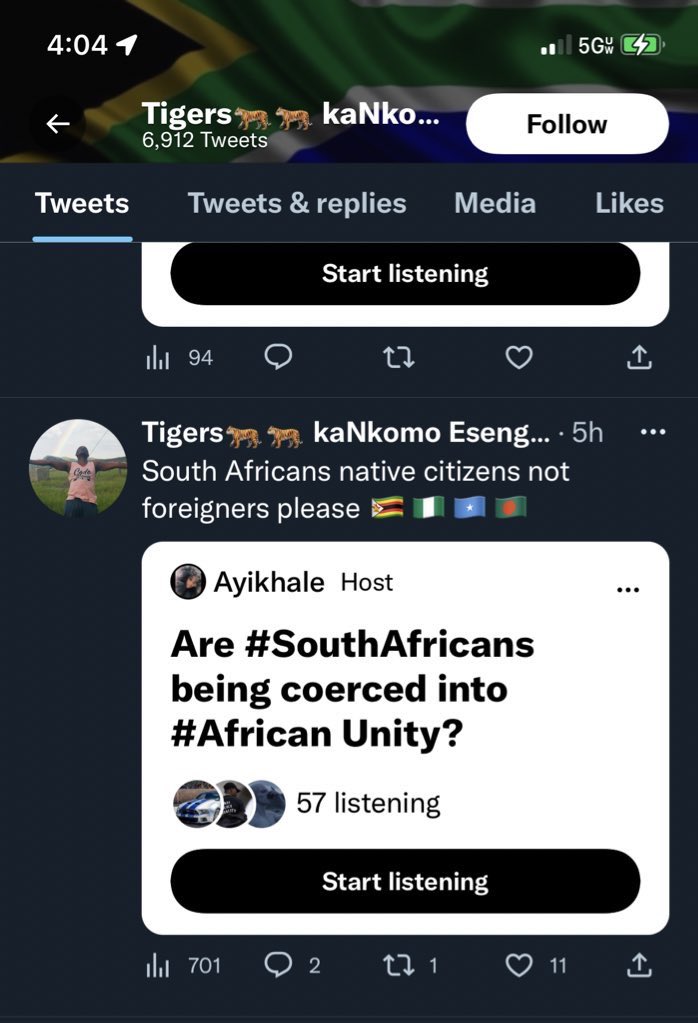 4:04
5GUW
Tigers🐅🐅 kaNko...
6,912 Tweets
Follow
Tweets Tweets & replies Media Likes
Start listening
94
Tigers🐅🐅 kaNkomo Eseng... · 5h
South Africans native citizens not
foreigners please 🇿🇼 🇳🇬 🇸🇴 🇧🇩
Ayikhale Host
Are #SouthAfricans
being coerced into
#African Unity?
57 listening
Start listening
701 2 1 11